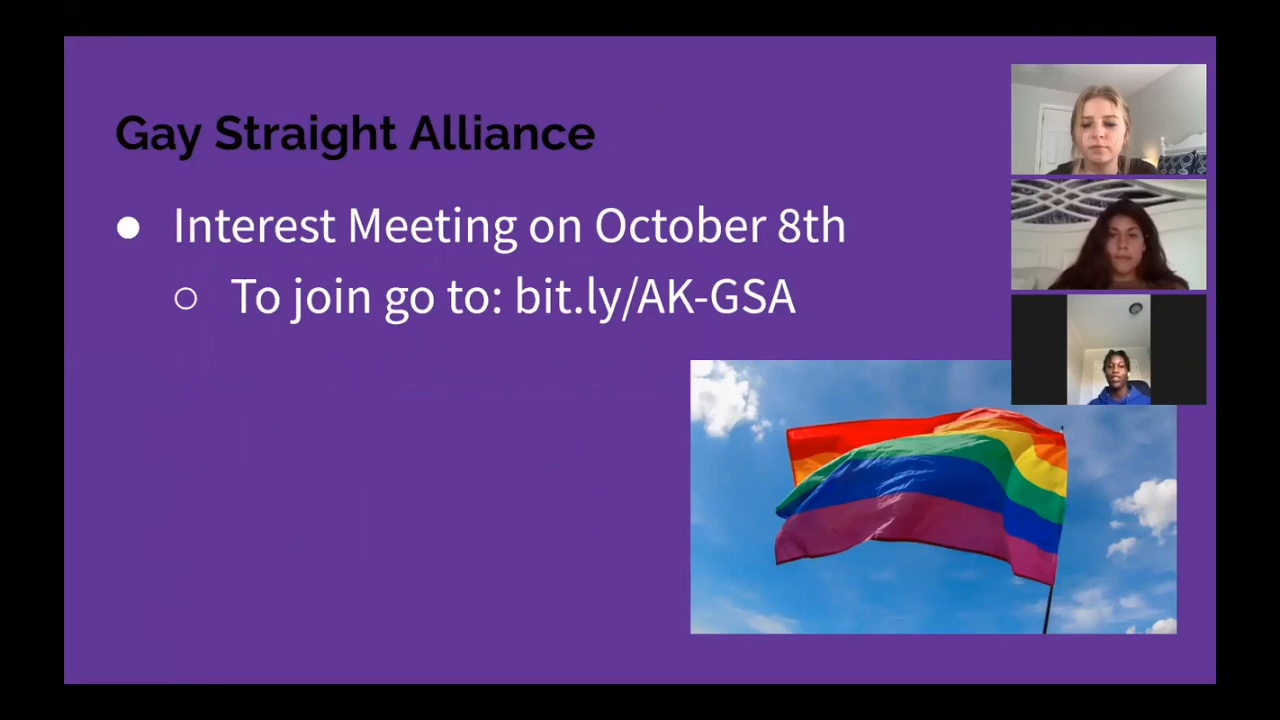 Gay Straight Alliance
● Interest Meeting on October 8th
○ To join go to: bit.ly/AK-GSA